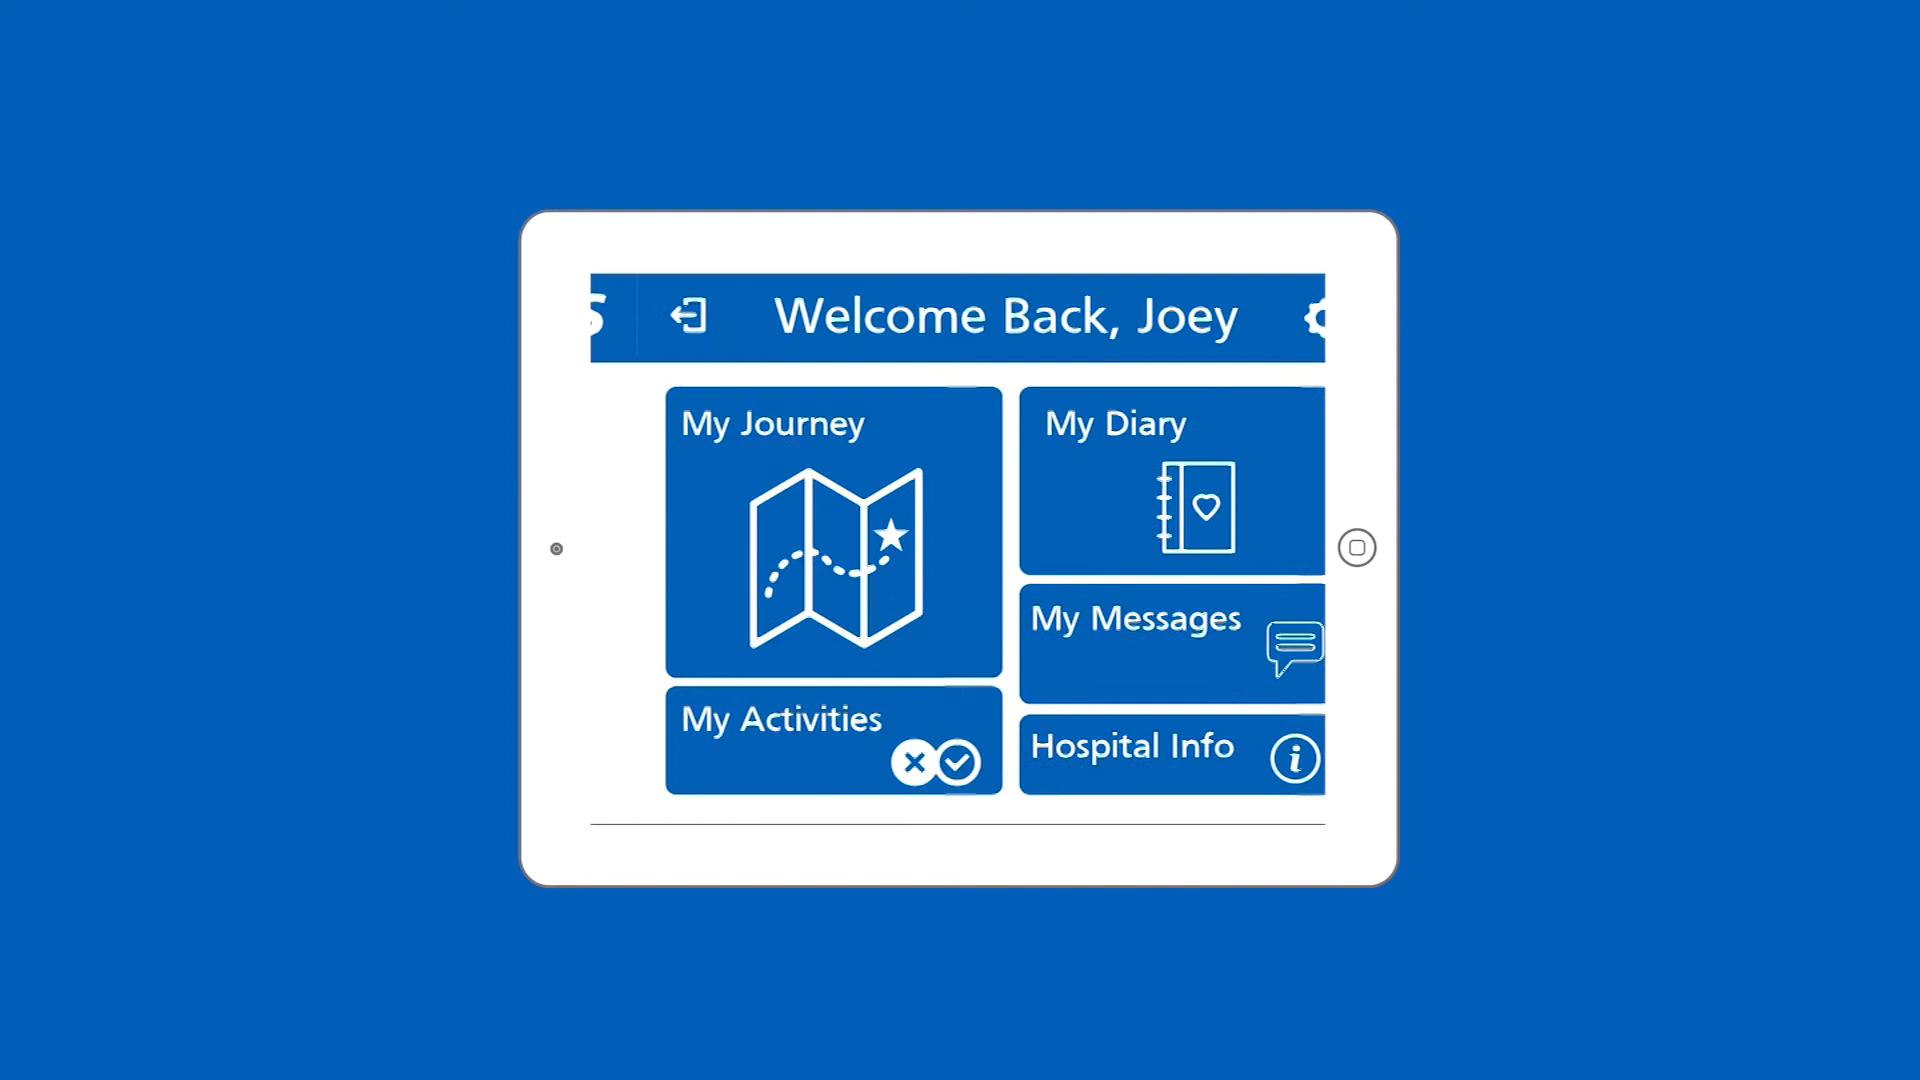 S
Welcome Back, Joey
My Journey
My Diary
My Messages
My Activities
Hospital Info